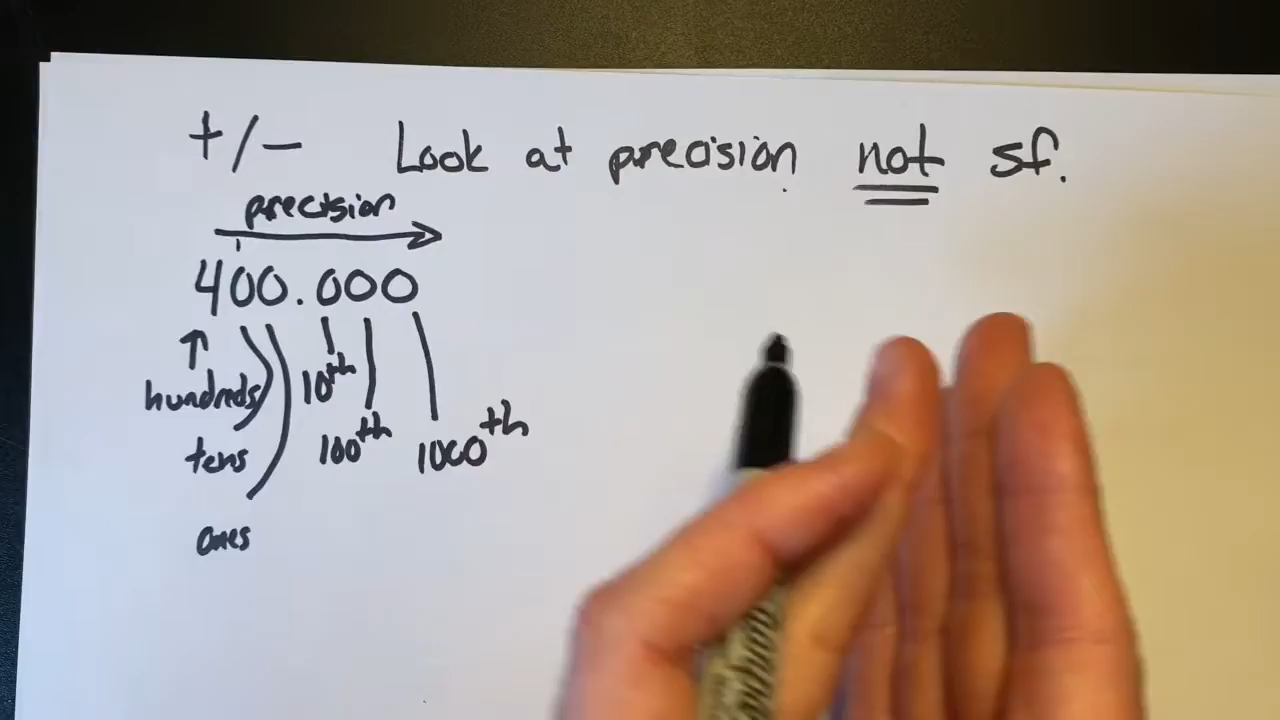 +/- Look at precision not sf.
precision
400.000
hundreds 10th
tens 100th 1000th
ones